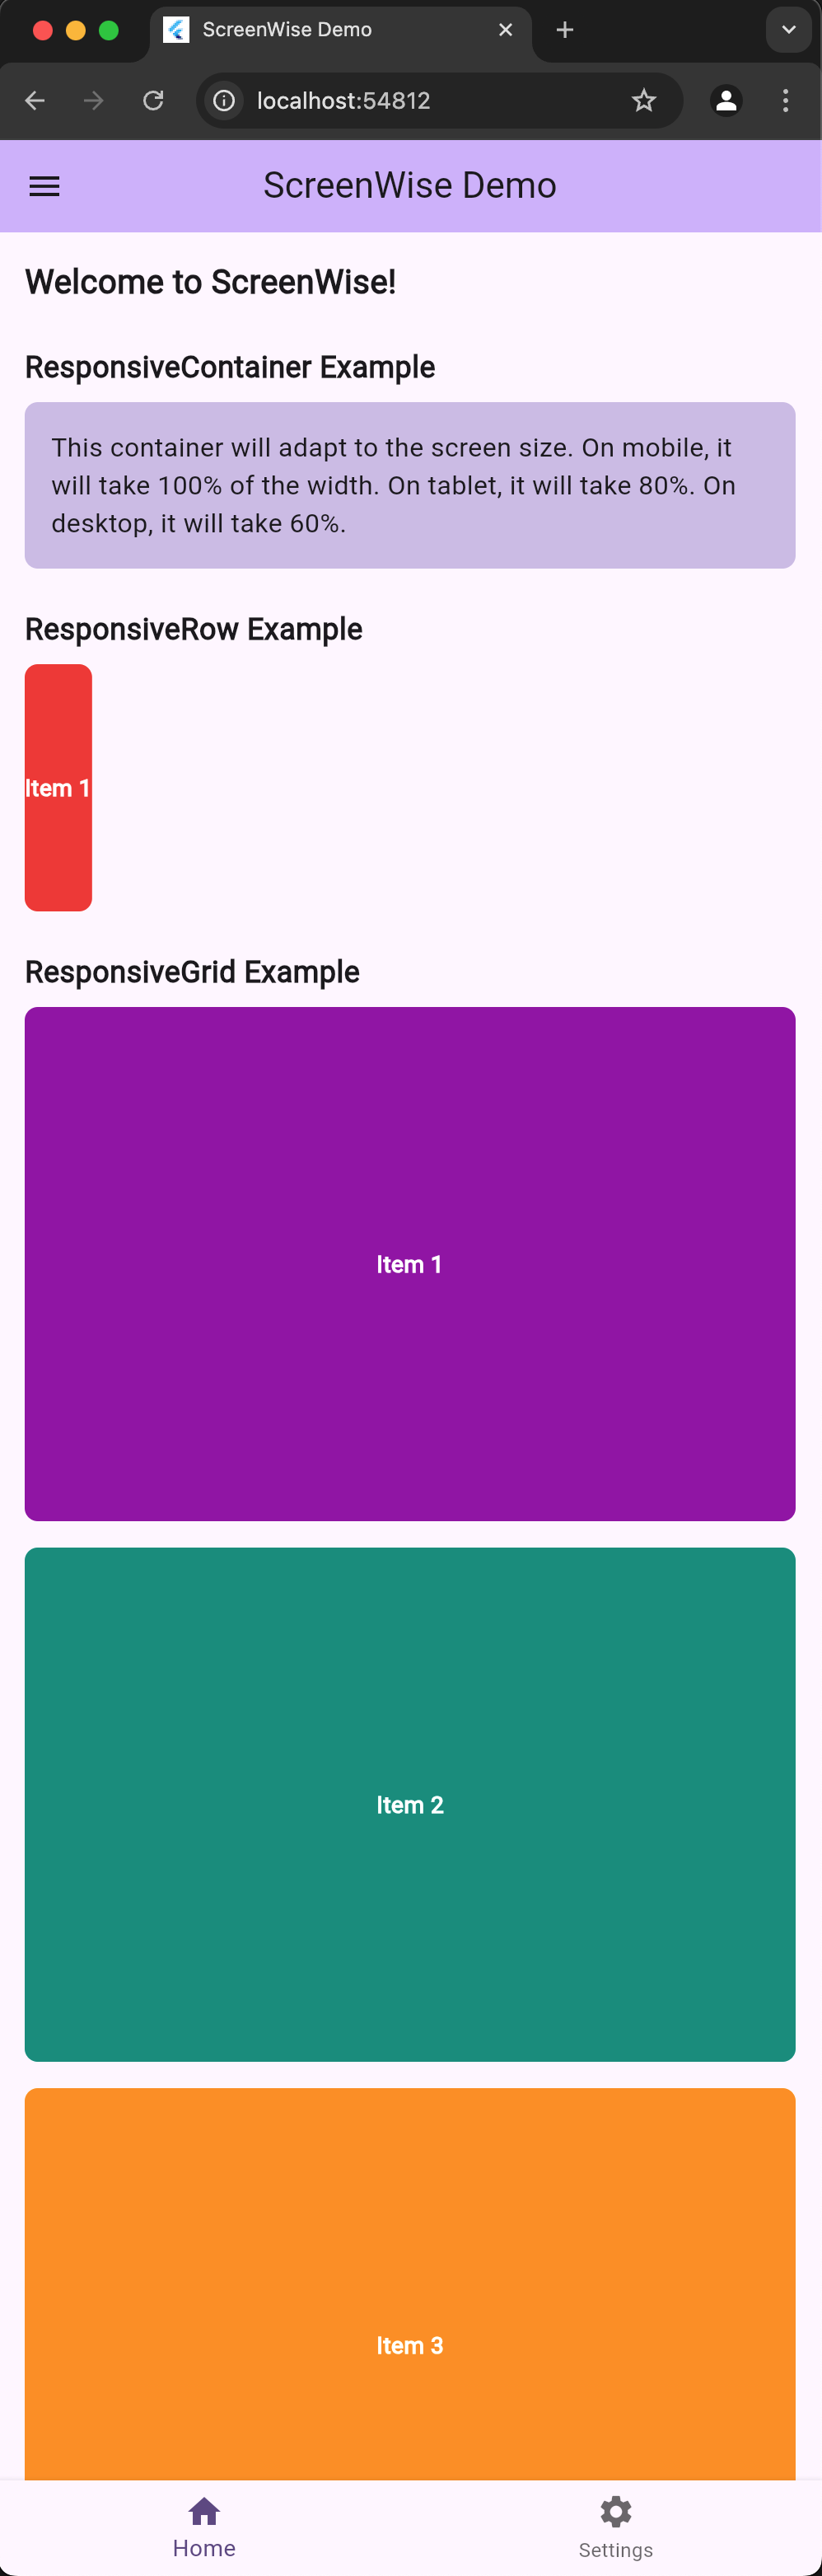 ScreenWise Demo
localhost:54812
ScreenWise Demo
Welcome to ScreenWise!
ResponsiveContainer Example
This container will adapt to the screen size. On mobile, it
will take 100% of the width. On tablet, it will take 80%. On
desktop, it will take 60%.
ResponsiveRow Example
Item 1
ResponsiveGrid Example
Item 1
Item 2
Item 3
Home
Settings